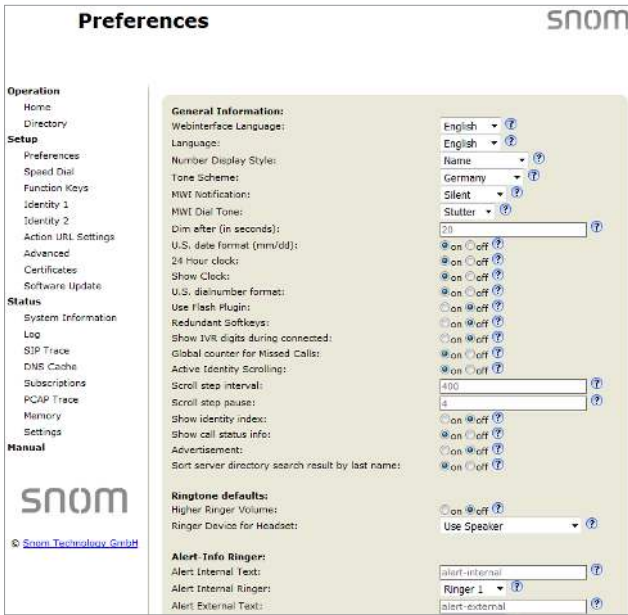 Preferences
snom
Operation
Home
Directory
Setup
Preferences
Speed Dial
Function Keys
Identity 1
Identity 2
Action URL Settings
Advanced
Certificates
Software Update
Status
System Information
Log
SIP Trace
DNS Cache
Subscriptions
PCAP Trace
Memory
Settings
Manual
snom
© Snom Technology GmbH
General Information:
Webinterface Language: English ?
Language: English ?
Number Display Style: Name ?
Tone Scheme: Germany ?
MWI Notification: Silent ?
MWI Dial Tone: Stutter ?
Dim after (in seconds): 20 ?
U.S. date format (mm/dd): on off ?
24 Hour clock: on off ?
Show Clock: on off ?
U.S. dialnumber format: on off ?
Use Flash Plugin: on off ?
Redundant Softkeys: on off ?
Show IVR digits during connected: on off ?
Global counter for Missed Calls: on off ?
Active Identity Scrolling: on off ?
Scroll step interval: 400 ?
Scroll step pause: 4 ?
Show identity index: on off ?
Show call status info: on off ?
Advertisement: on off ?
Sort server directory search result by last name: on off ?
Ringtone defaults:
Higher Ringer Volume: on off ?
Ringer Device for Headset: Use Speaker ?
Alert-Info Ringer:
Alert Internal Text: alert-internal ?
Alert Internal Ringer: Ringer 1 ?
Alert External Text: alert-external ?